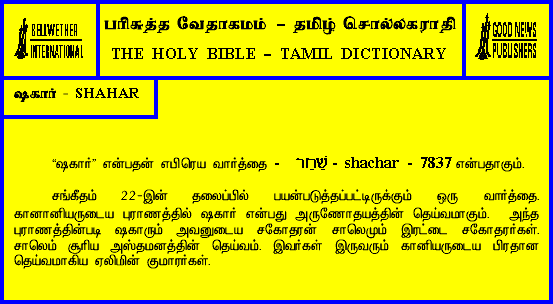 BELLWETHER
INTERNATIONAL
பரிசுத்த வேதாகமம் – தமிழ் சொல்லகராதி
THE HOLY BIBLE – TAMIL DICTIONARY
GOOD NEWS
PUBLISHERS
ஷகார் - SHAHAR
“ஷகார்” என்பதன் எபிரெய வார்த்தை - שַׁחַר - shachar - 7837 என்பதாகும்.
சங்கீதம் 22-இன் தலைப்பில் பயன்படுத்தப்பட்டிருக்கும் ஒரு வார்த்தை.
கானானியருடைய புராணத்தில் ஷகார் என்பது அருணோதயத்தின் தெய்வமாகும். அந்த
புராணத்தின்படி ஷகாரும் அவனுடைய சகோதரன் சாலெமும் இரட்டை சகோதரர்கள்.
சாலெம் சூரிய அஸ்தமனத்தின் தெய்வம். இவர்கள் இருவரும் கானியருடைய பிரதான
தெய்வமாகிய ஏலிமின் குமாரர்கள்.